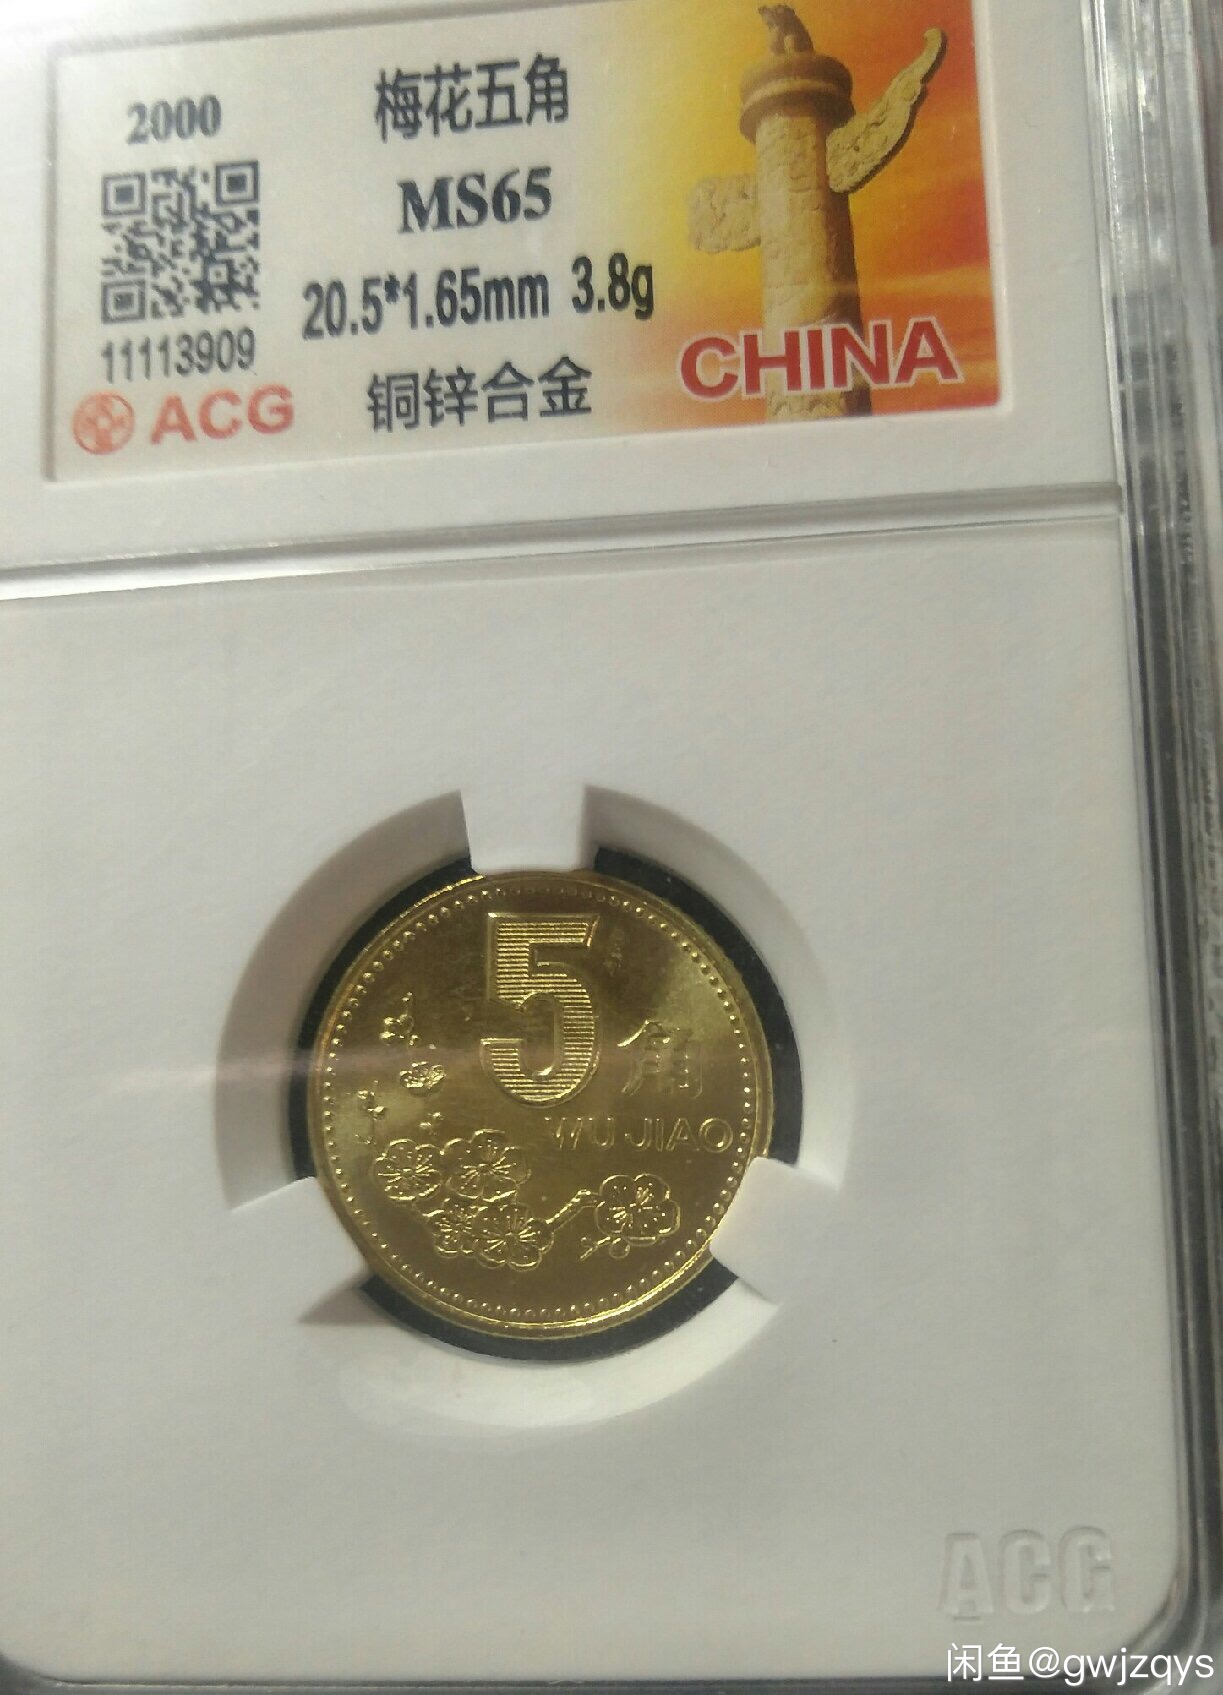 2000
梅花五角
MS65
20.5*1.65mm 3.8g
铜锌合金
11113909
ACG
CHINA
5
角
WU JIAO
ACG
闲鱼@gwjzqys